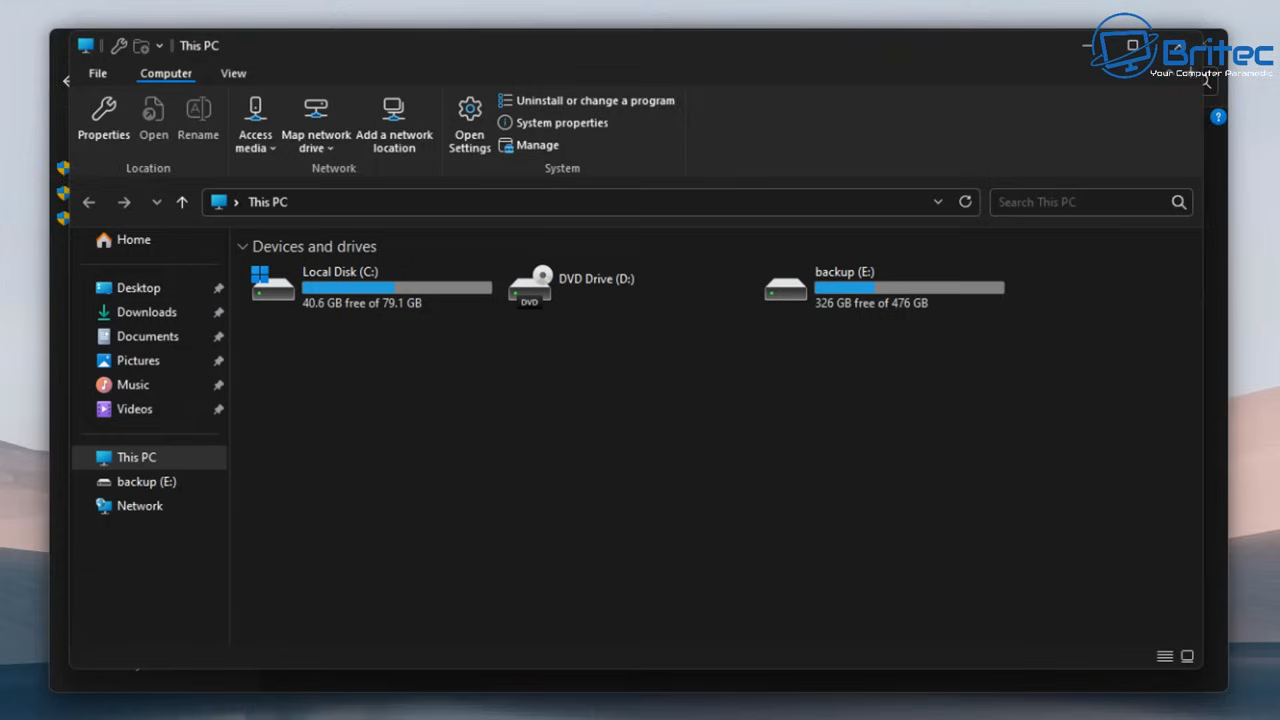 This PC
Britec
Your Computer Paramedic
File Computer View
Properties Open Rename
Access media
Map network drive
Add a network location
Open Settings
Uninstall or change a program
System properties
Manage
Location Network System
This PC
Search This PC
Home
Desktop
Downloads
Documents
Pictures
Music
Videos
This PC
backup (E:)
Network
Devices and drives
Local Disk (C:)
40.6 GB free of 79.1 GB
DVD
DVD Drive (D:)
backup (E:)
326 GB free of 476 GB